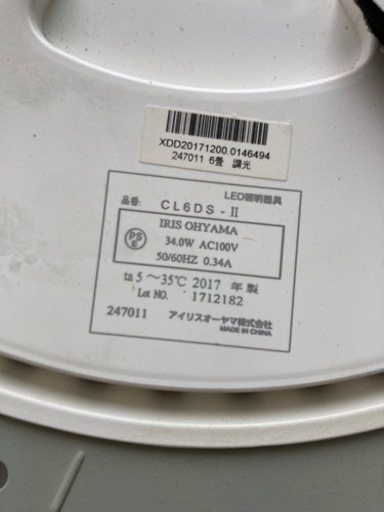 XDD20171200.0146494
247011 6畳 調光
LED照明器具
品番: CL6DS-II
IRIS OHYAMA
PS E
34.0W AC100V
50/60HZ 0.34A
ta 5 ~35℃ 2017 年製
Lot NO. 1712182
247011 アイリスオーヤマ株式会社
MADE IN CHINA